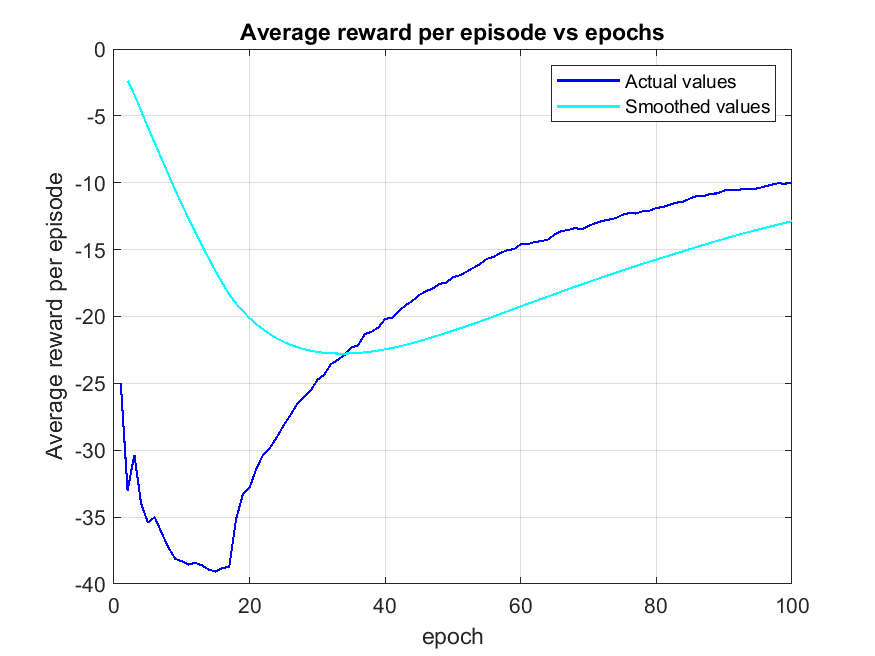 Average reward per episode vs epochs
Actual values
Smoothed values
Average reward per episode
0
-5
-10
-15
-20
-25
-30
-35
-40
0 20 40 60 80 100
epoch